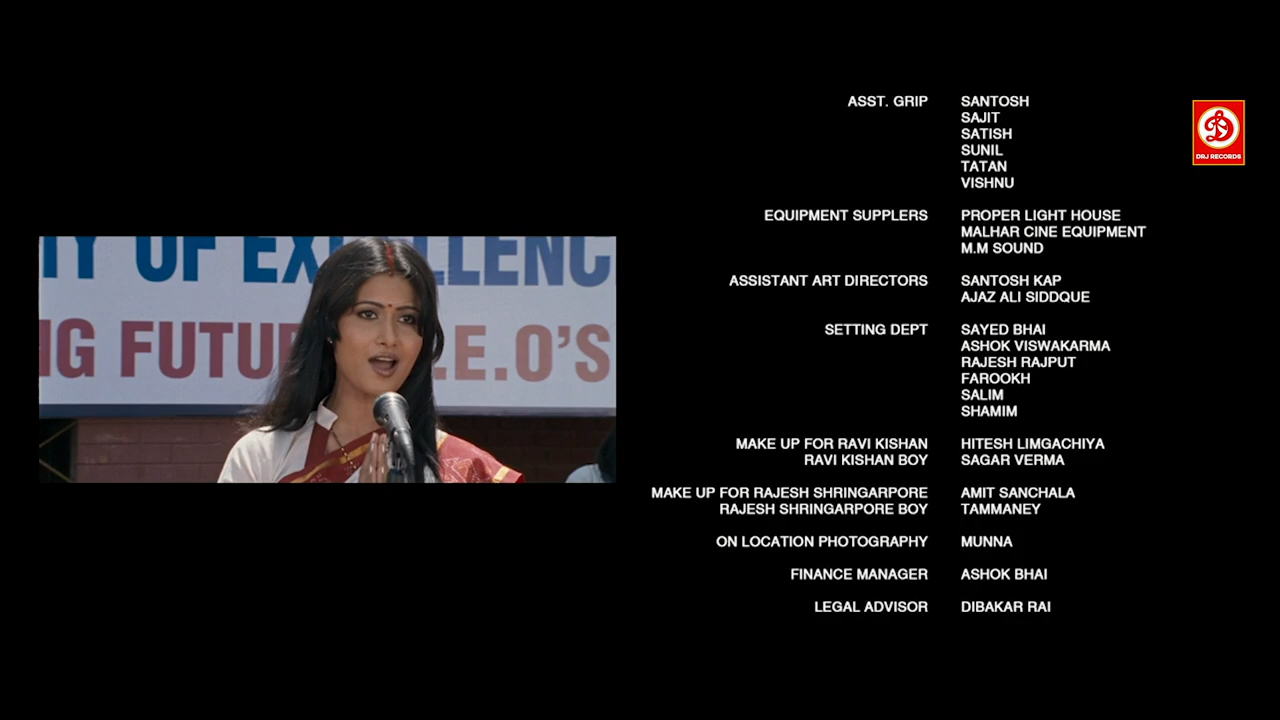 ITY OF EXCELLENC
NG FUTUR .E.O'S
ASST. GRIP SANTOSH
SAJIT
SATISH
SUNIL
TATAN
VISHNU
EQUIPMENT SUPPLERS PROPER LIGHT HOUSE
MALHAR CINE EQUIPMENT
M.M SOUND
ASSISTANT ART DIRECTORS SANTOSH KAP
AJAZ ALI SIDDQUE
SETTING DEPT SAYED BHAI
ASHOK VISWAKARMA
RAJESH RAJPUT
FAROOKH
SALIM
SHAMIM
MAKE UP FOR RAVI KISHAN HITESH LIMGACHIYA
RAVI KISHAN BOY SAGAR VERMA
MAKE UP FOR RAJESH SHRINGARPORE AMIT SANCHALA
RAJESH SHRINGARPORE BOY TAMMANEY
ON LOCATION PHOTOGRAPHY MUNNA
FINANCE MANAGER ASHOK BHAI
LEGAL ADVISOR DIBAKAR RAI
D
DRJ RECORDS